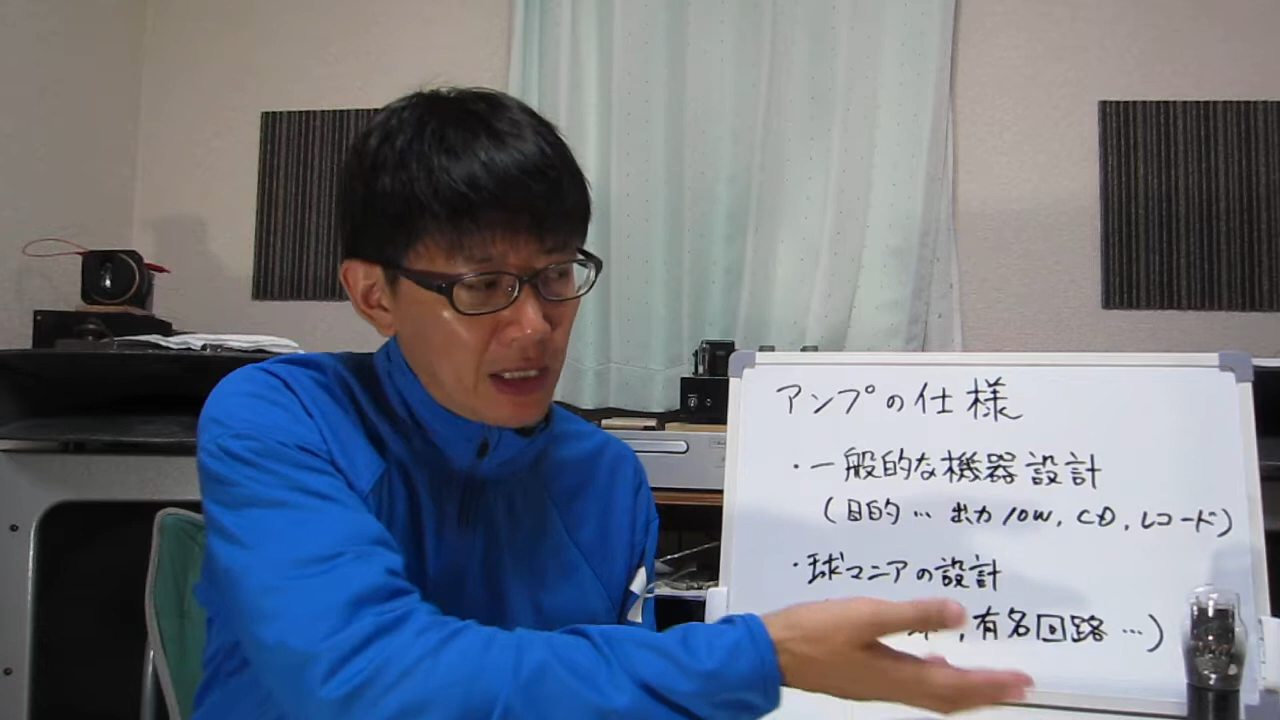 アンプの仕様
・一般的な機器設計
(目的… 出力10W, CD, レコード)
・球マニアの設計
,有名回路…)